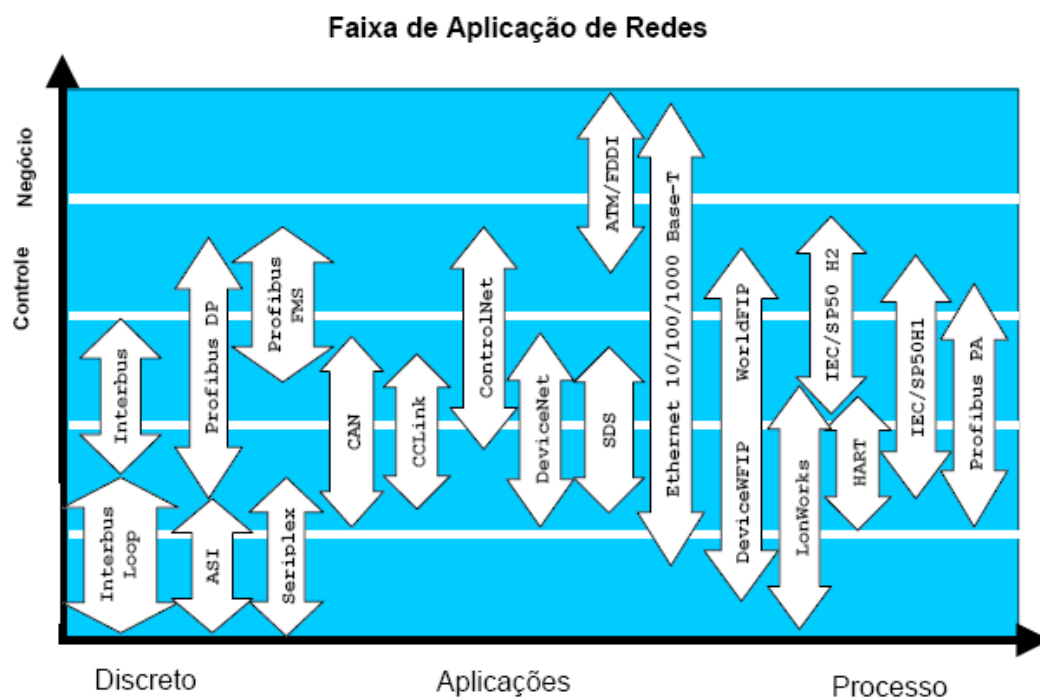 Faixa de Aplicação de Redes
Negócio
Controle
Interbus
Interbus
Loop
Profibus DP
ASI
Profibus
FMS
Seriplex
CAN
CCLink
ControlNet
DeviceNet
SDS
ATM/FDDI
Ethernet 10/100/1000 Base-T
DeviceWFIP WorldFIP
LonWorks
IEC/SP50 H2
HART
IEC/SP50H1
Profibus PA
Discreto
Aplicações
Processo